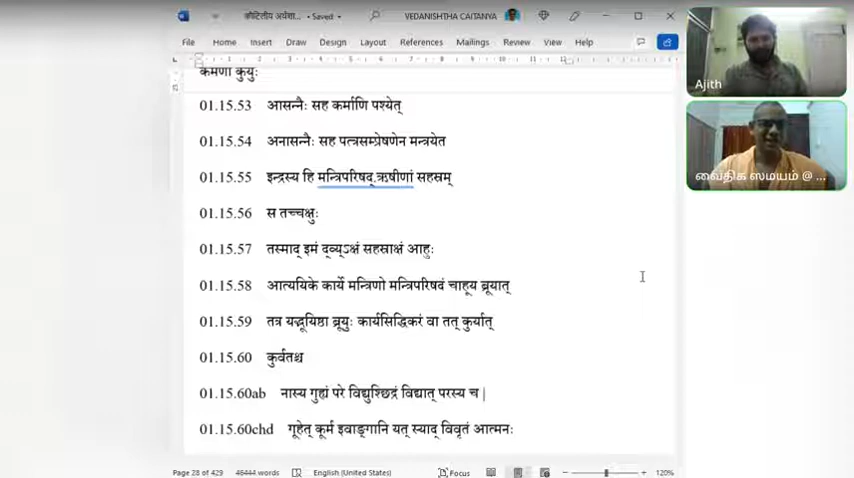 कौटिलीय अर्थशा... • Saved
VEDANISHTHA CAITANYA
File Home Insert Draw Design Layout References Mailings Review View Help
कर्मणां कुर्युः
01.15.53 आसन्नैः सह कर्माणि पश्येत्
01.15.54 अनासन्नैः सह पत्त्रसम्प्रेषणेन मन्त्रयेत
01.15.55 इन्द्रस्य हि मन्त्रिपरिषद्.ऋषीणां सहस्रम्
01.15.56 स तच्चक्षुः
01.15.57 तस्माद् इमं द्व्य्ऽक्षं सहस्राक्षं आहुः
01.15.58 आत्ययिके कार्ये मन्त्रिणो मन्त्रिपरिषदं चाहूय ब्रूयात्
01.15.59 तत्र यद्भूयिष्ठा ब्रूयुः कार्यसिद्धिकरं वा तत् कुर्यात्
01.15.60 कुर्वतश्च
01.15.60ab नास्य गुह्यं परे विद्युश्छिद्रं विद्यात् परस्य च |
01.15.60chd गूहेत् कूर्म इवाङ्गानि यत् स्याद् विवृतं आत्मनः
Page 28 of 429 46444 words English (United States) Focus 120%
Ajith
வைதிக ஸமயம் @ ...